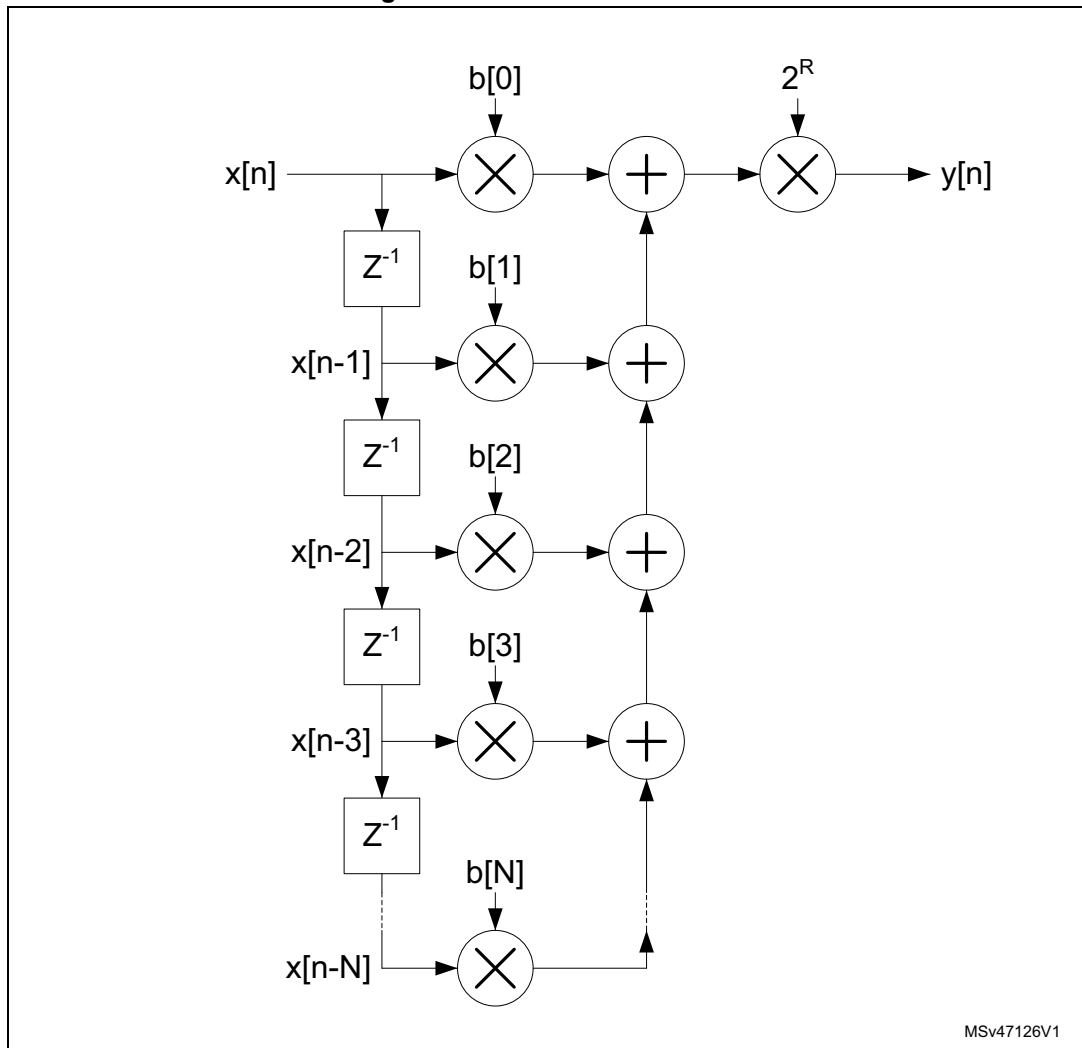 b[0]
2^R
x[n]
y[n]
Z^-1
b[1]
x[n-1]
Z^-1
b[2]
x[n-2]
Z^-1
b[3]
x[n-3]
Z^-1
b[N]
x[n-N]
MSv47126V1